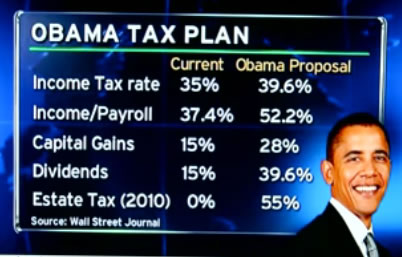 OBAMA TAX PLAN
Current Obama Proposal
Income Tax rate 35% 39.6%
Income/Payroll 37.4% 52.2%
Capital Gains 15% 28%
Dividends 15% 39.6%
Estate Tax (2010) 0% 55%
Source: Wall Street Journal